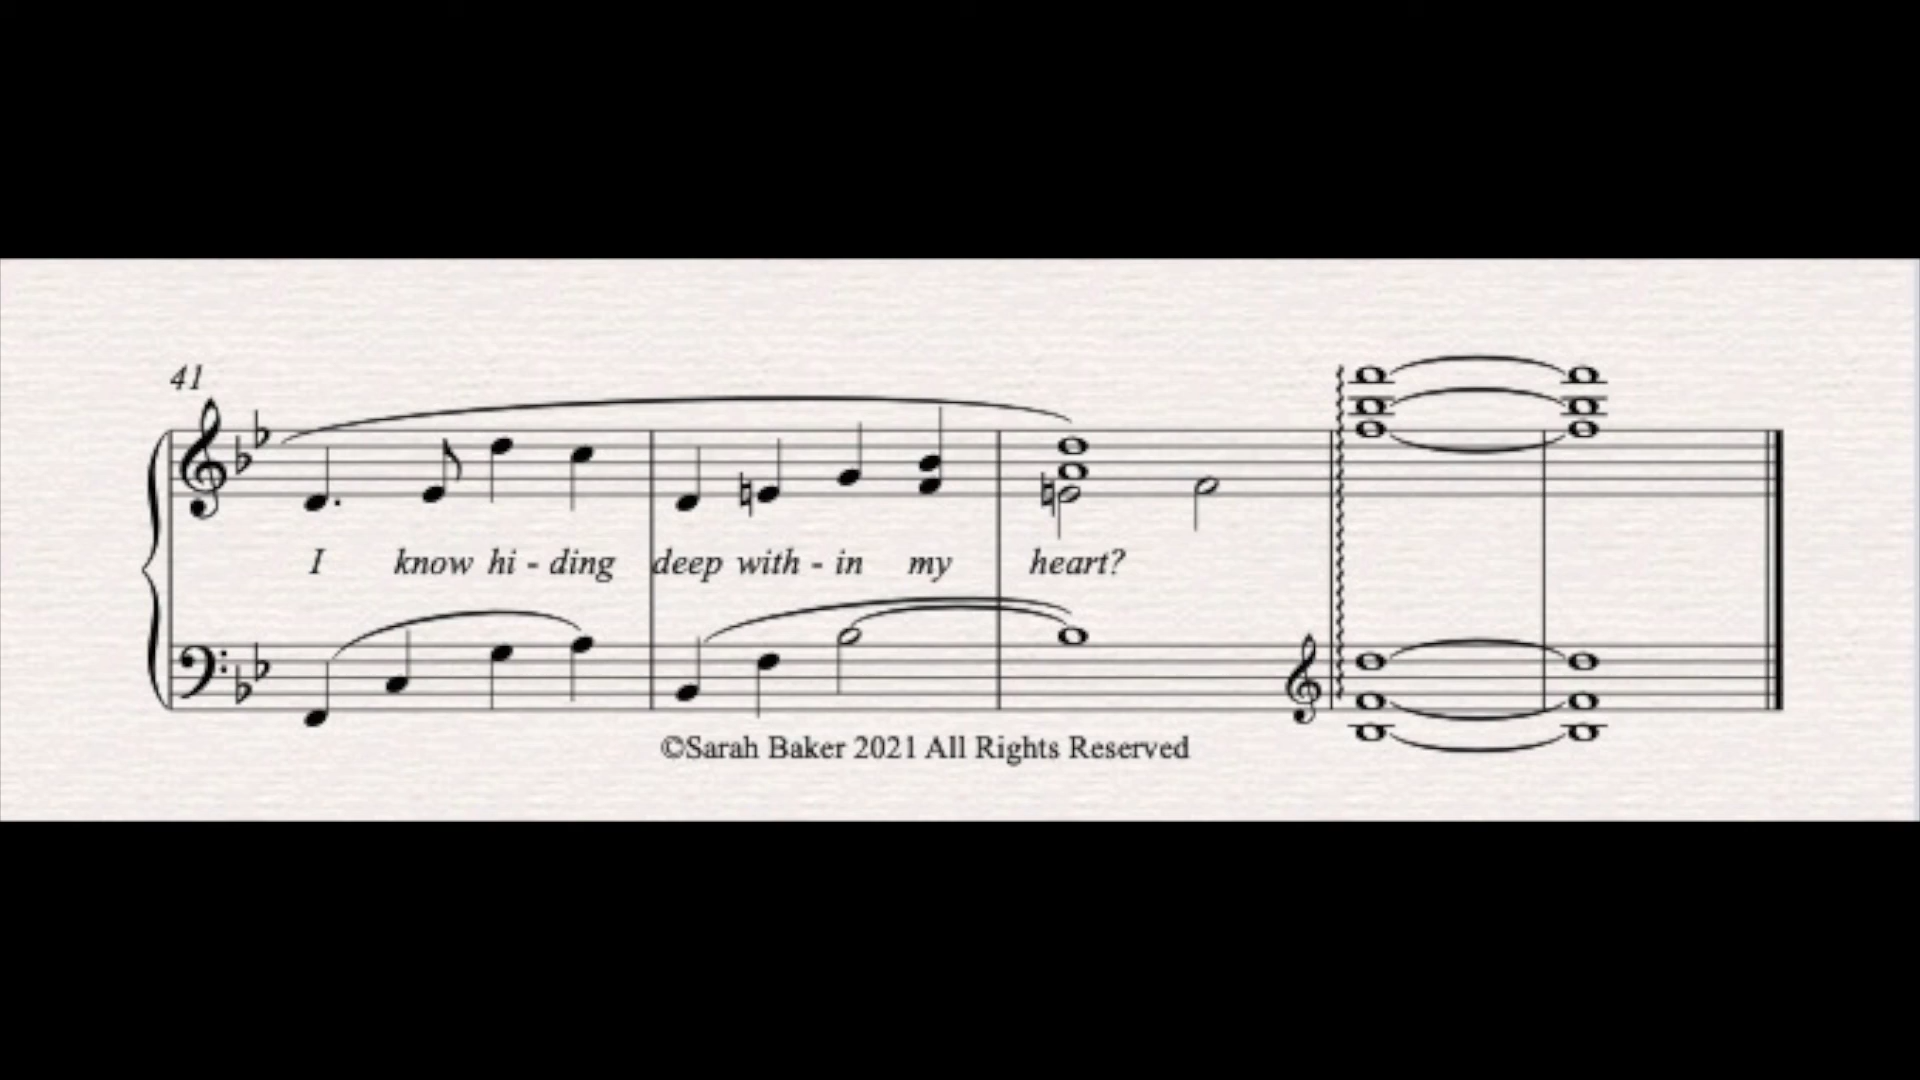 41
I know hi - ding deep with - in my heart?
©Sarah Baker 2021 All Rights Reserved